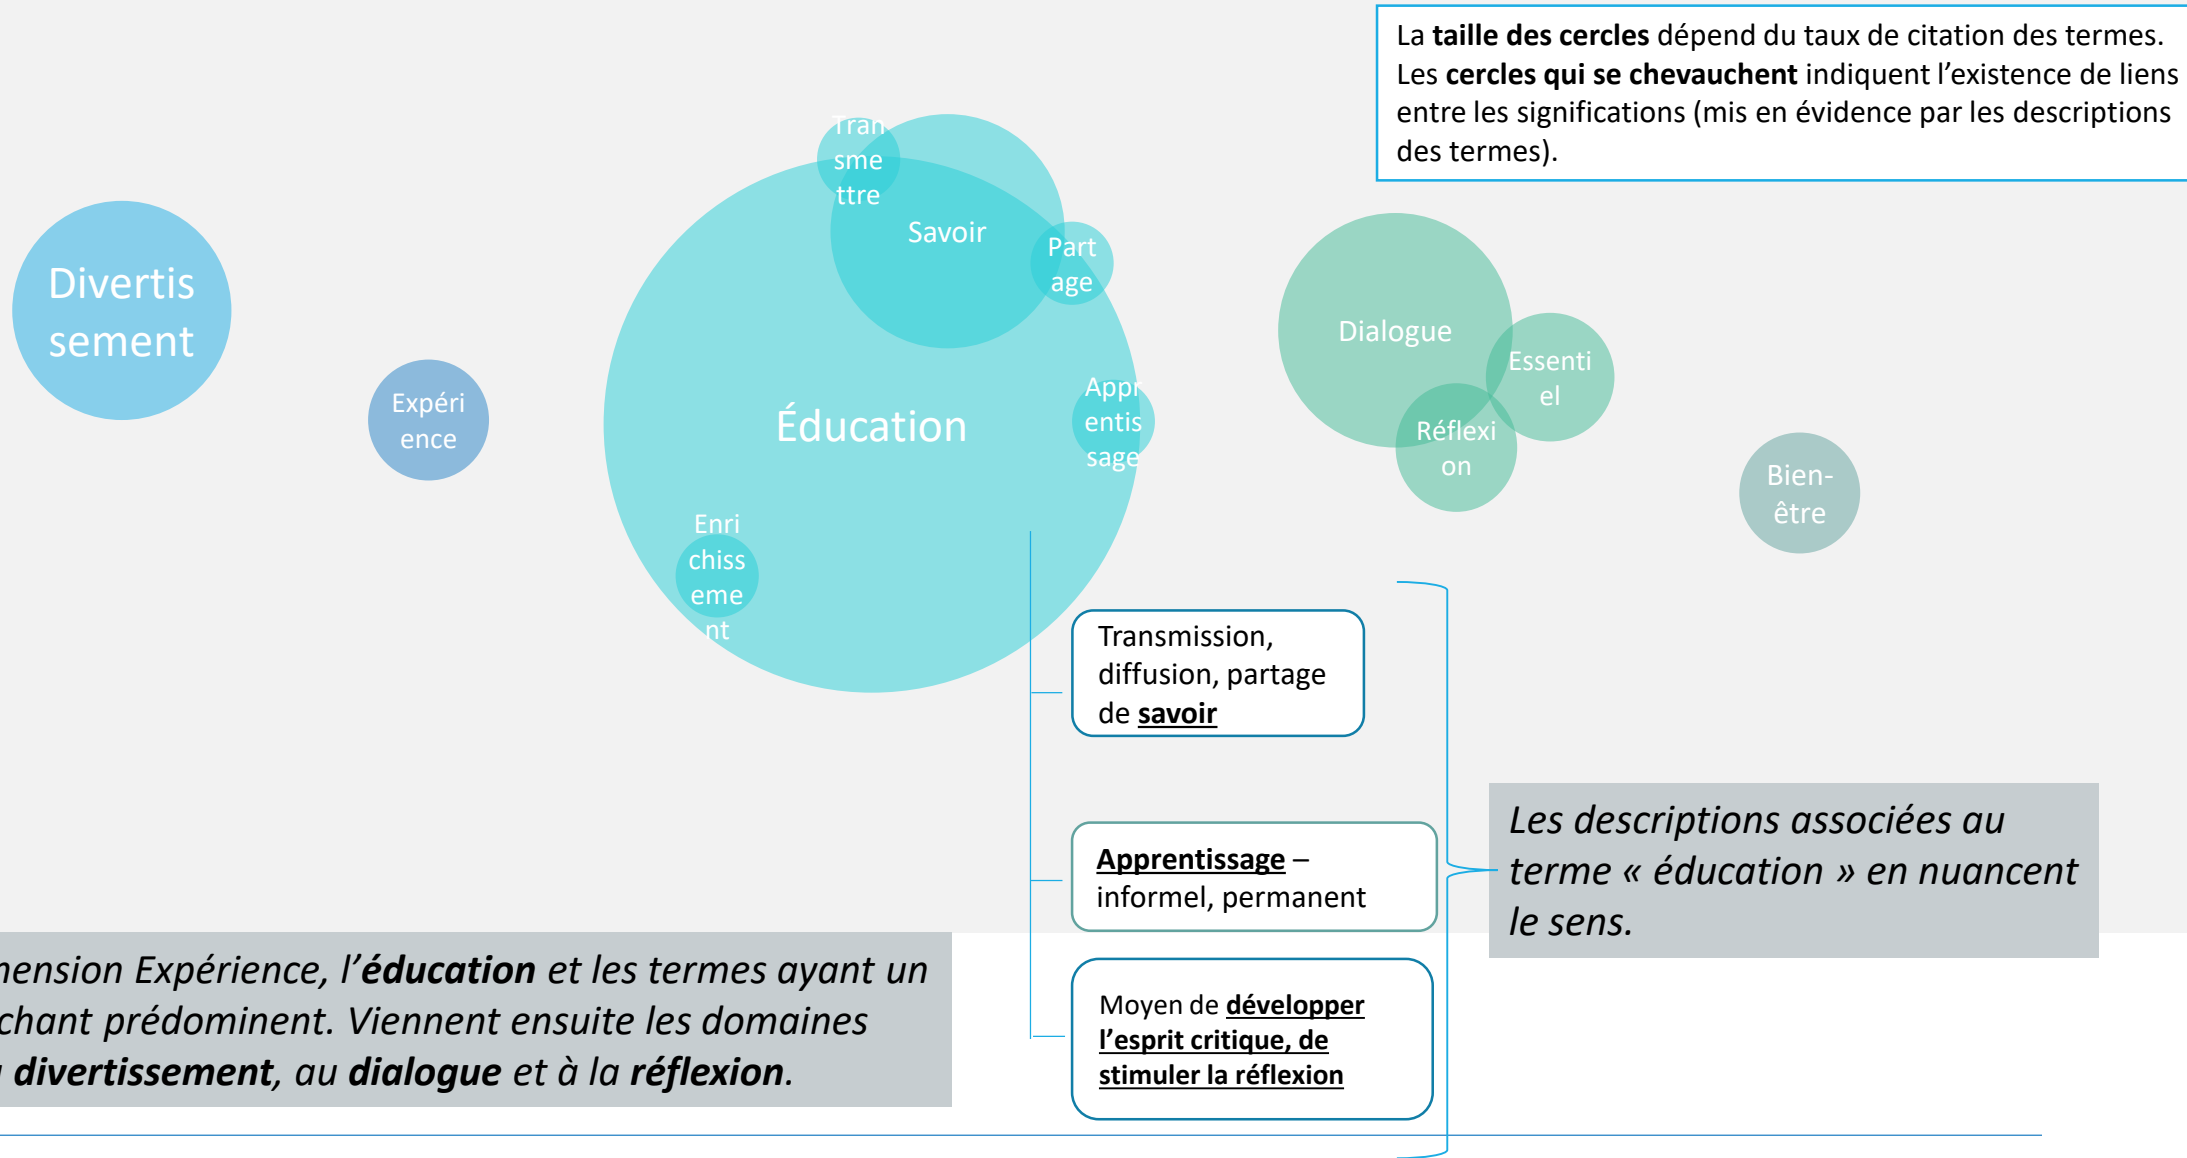 La taille des cercles dépend du taux de citation des termes.
Les cercles qui se chevauchent indiquent l’existence de liens
entre les significations (mis en évidence par les descriptions
des termes).
Tran
sme
ttre
Savoir
Part
age
Divertis
sement
Expéri
ence
Éducation
Appr
entis
sage
Enri
chiss
eme
nt
Dialogue
Essenti
el
Réflexi
on
Bien-
être
Transmission,
diffusion, partage
de savoir
Apprentissage –
informel, permanent
Moyen de développer
l’esprit critique, de
stimuler la réflexion
Les descriptions associées au
terme « éducation » en nuancent
le sens.
Expérience, l’éducation et les termes ayant un
prédominent. Viennent ensuite les domaines
divertissement, au dialogue et à la réflexion.